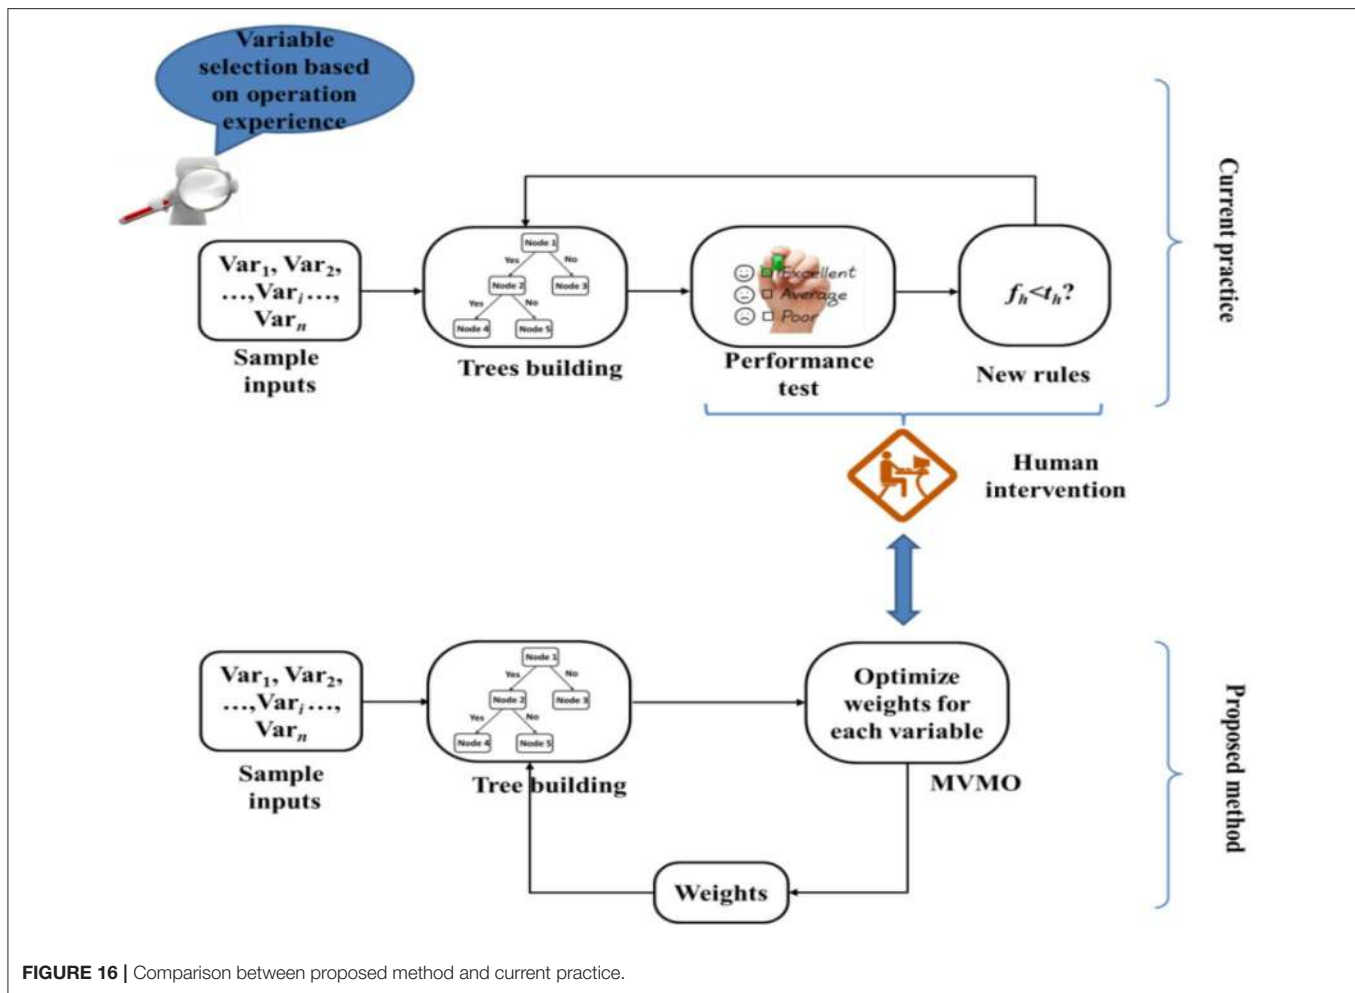 Variable
selection based
on operation
experience
Var1, Var2,
...,Vari...,
Varn
Sample
inputs
Node 1
Yes
No
Node 2
Node 3
Yes
No
Node 4
Node 5
Trees building
Excellent
Average
Poor
Performance
test
fh<th?
New rules
Current practice
Human
intervention
Var1, Var2,
...,Vari...,
Varn
Sample
inputs
Node 1
Yes
No
Node 2
Node 3
Yes
No
Node 4
Node 5
Tree building
Optimize
weights for
each variable
MVMO
Weights
Proposed method
FIGURE 16 | Comparison between proposed method and current practice.